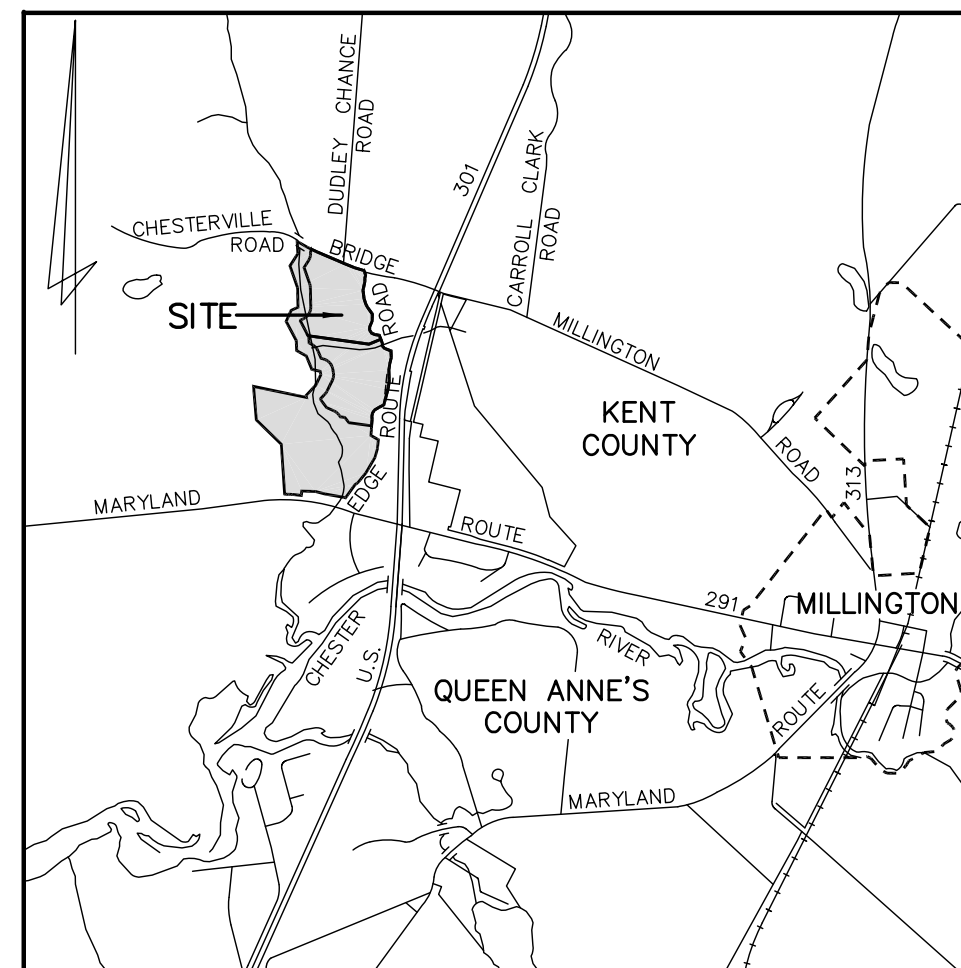 DUDLEY CHANCE
ROAD
301
CARROLL CLARK
ROAD
CHESTERVILLE
ROAD
BRIDGE
ROAD
SITE
MILLINGTON
ROAD
KENT
COUNTY
313
ROUTE
EDGE
MARYLAND
ROUTE
291
MILLINGTON
CHESTER
U.S.
RIVER
QUEEN ANNE'S
COUNTY
ROUTE
MARYLAND